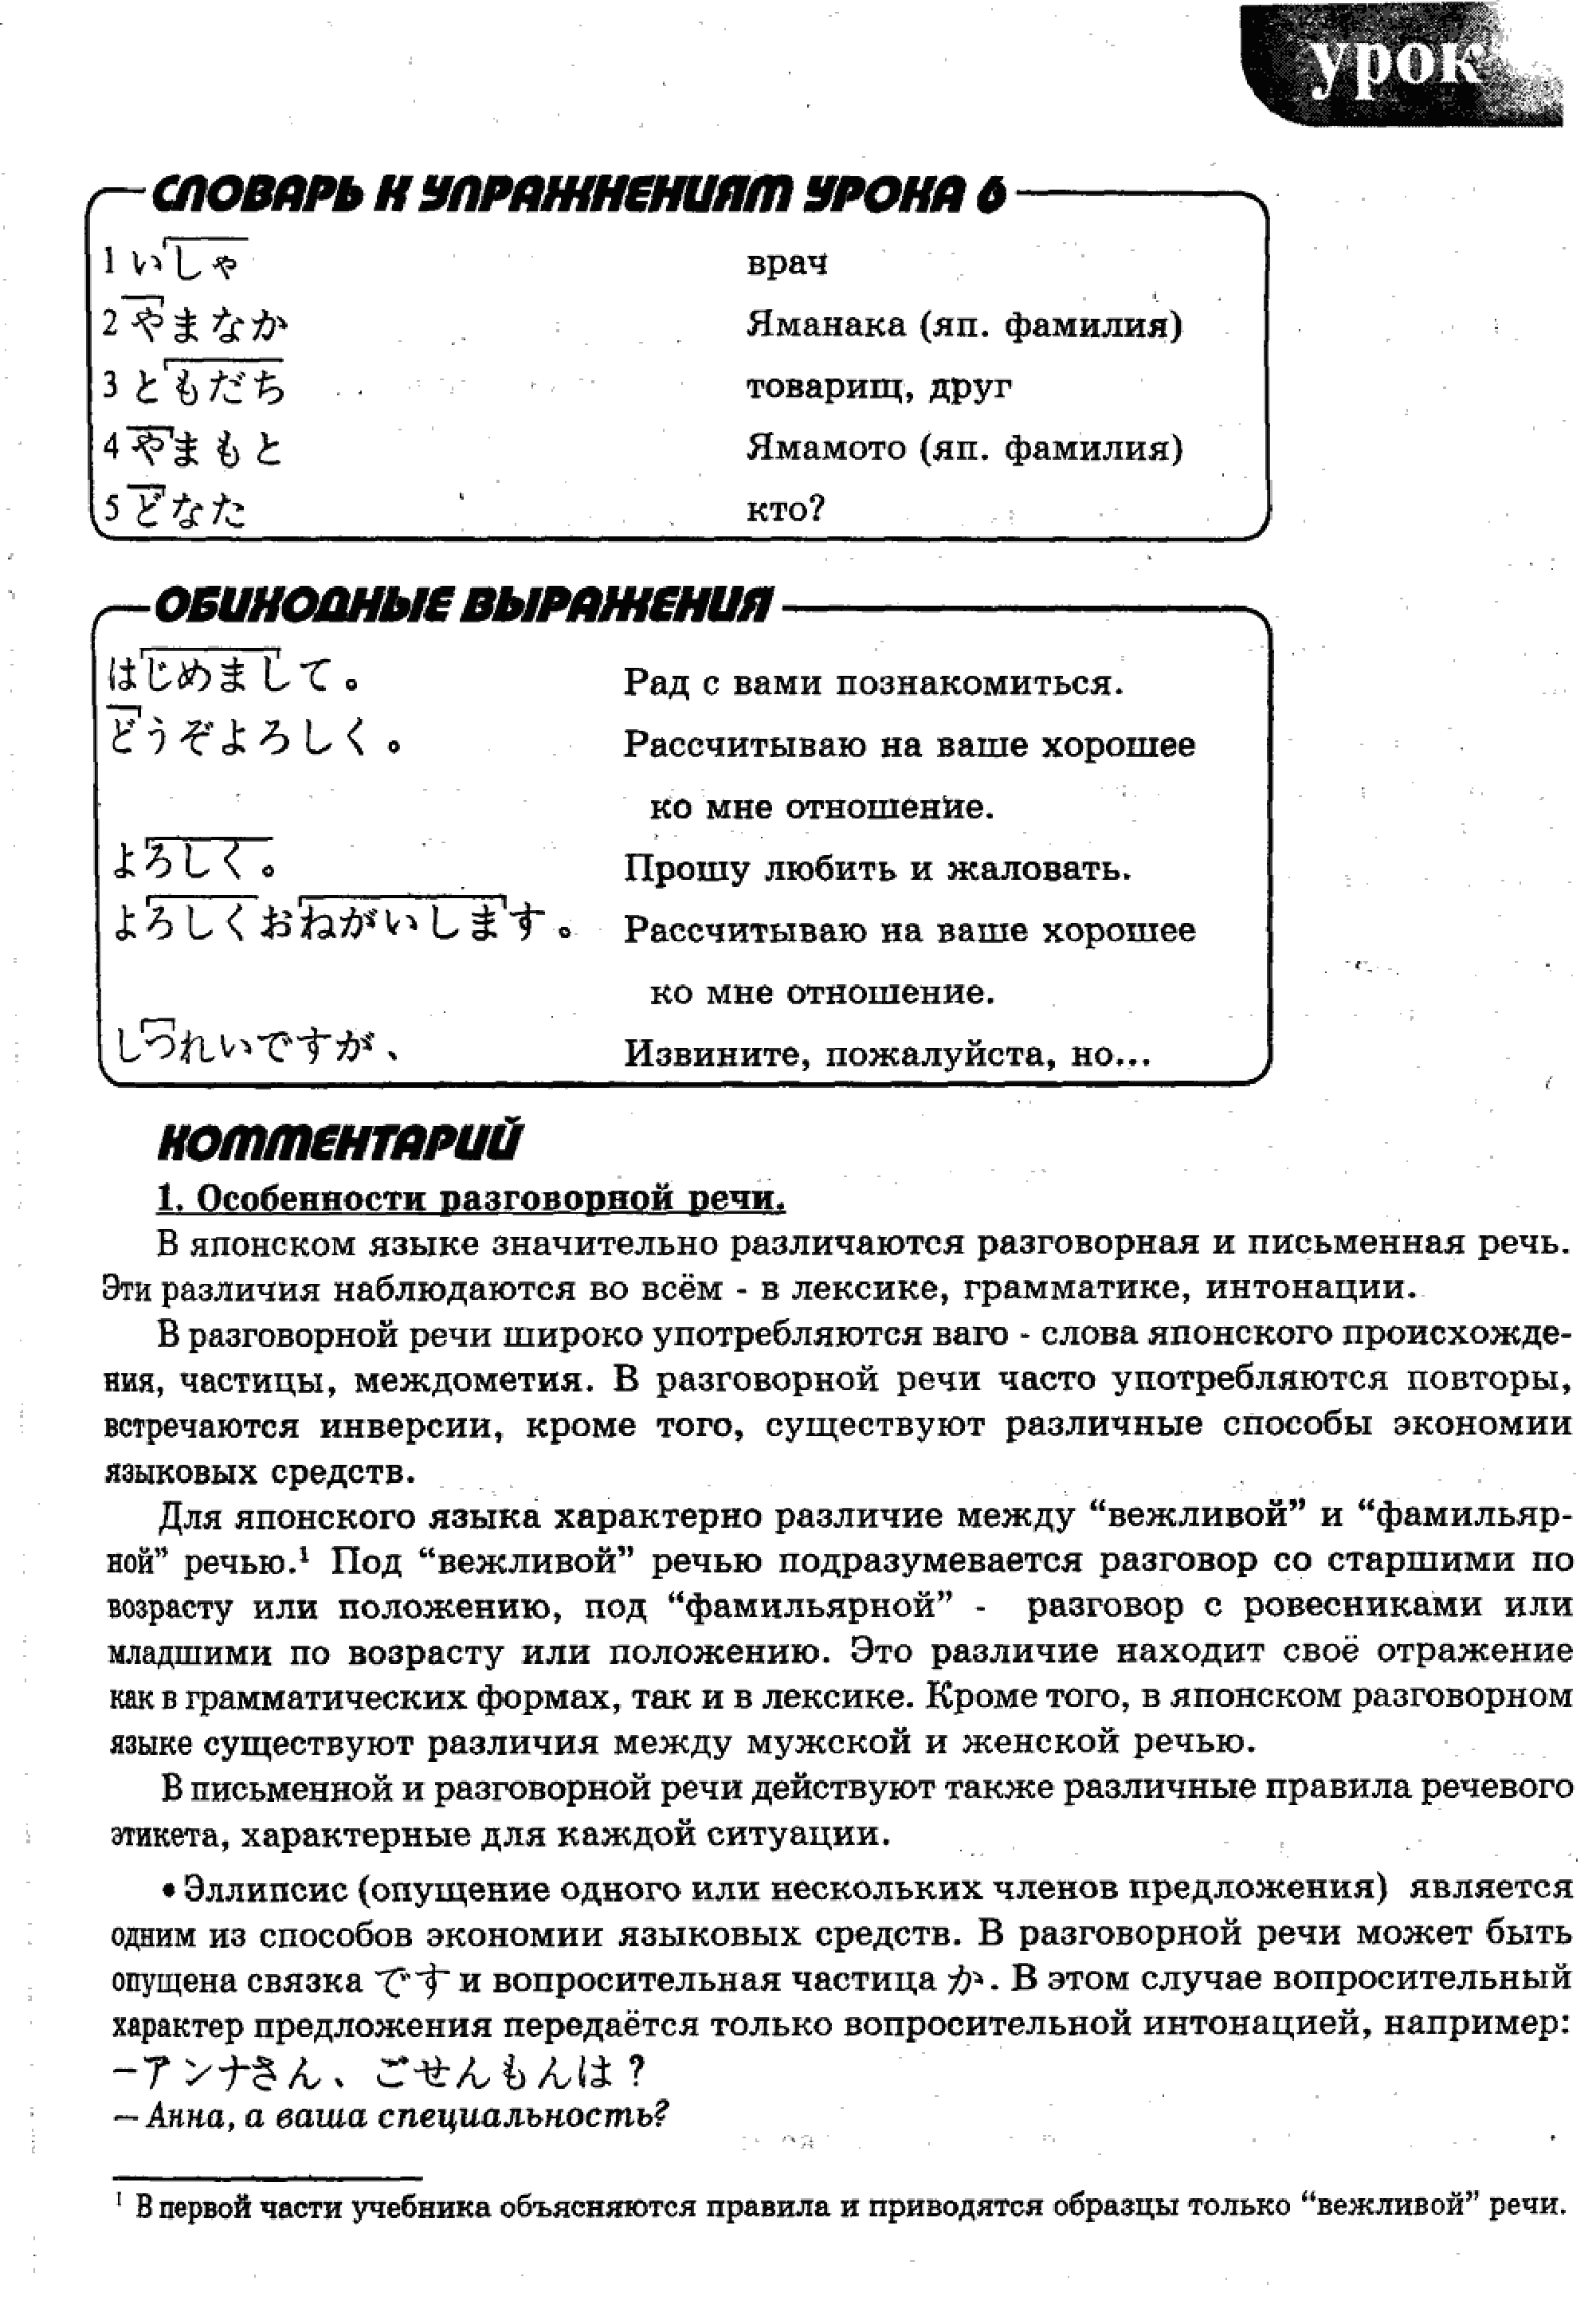 урок
СЛОВАРЬ К УПРАЖНЕНИЯМ УРОКА 6
1 いしゃ врач
2 やまなか Яманака (яп. фамилия)
3 ともだち товарищ, друг
4 やまもと Ямамото (яп. фамилия)
5 どなた кто?
ОБИХОДНЫЕ ВЫРАЖЕНИЯ
はじめまして。 Рад с вами познакомиться.
どうぞよろしく。 Рассчитываю на ваше хорошее
ко мне отношение.
よろしく。 Прошу любить и жаловать.
よろしくおねがいします。 Рассчитываю на ваше хорошее
ко мне отношение.
しつれいですが、 Извините, пожалуйста, но...
КОММЕНТАРИЙ
1. Особенности разговорной речи.
В японском языке значительно различаются разговорная и письменная речь.
Эти различия наблюдаются во всём - в лексике, грамматике, интонации.
В разговорной речи широко употребляются ваго - слова японского происхожде-
ния, частицы, междометия. В разговорной речи часто употребляются повторы,
встречаются инверсии, кроме того, существуют различные способы экономии
языковых средств.
Для японского языка характерно различие между “вежливой” и “фамильяр-
ной” речью.¹ Под “вежливой” речью подразумевается разговор со старшими по
возрасту или положению, под “фамильярной” - разговор с ровесниками или
младшими по возрасту или положению. Это различие находит своё отражение
как в грамматических формах, так и в лексике. Кроме того, в японском разговорном
языке существуют различия между мужской и женской речью.
В письменной и разговорной речи действуют также различные правила речевого
этикета, характерные для каждой ситуации.
• Эллипсис (опущение одного или нескольких членов предложения) является
одним из способов экономии языковых средств. В разговорной речи может быть
опущена связка です и вопросительная частица か. В этом случае вопросительный
характер предложения передаётся только вопросительной интонацией, например:
–アンナさん、ごせんもんは?
– Анна, а ваша специальность?
¹ В первой части учебника объясняются правила и приводятся образцы только “вежливой” речи.